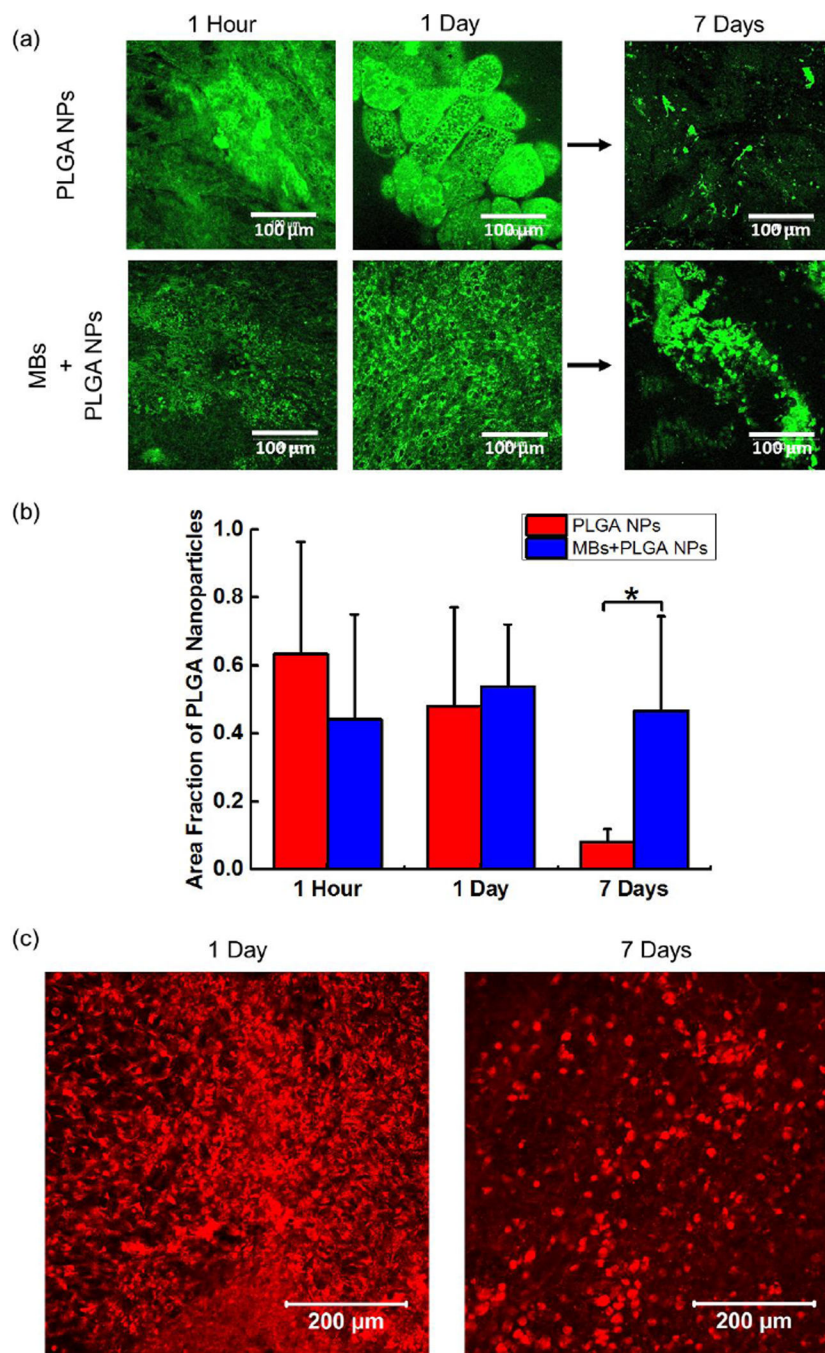 1 Hour 1 Day 7 Days
(a)
PLGA NPs
100 µm 100 µm 100 µm
MBs
+
PLGA NPs
100 µm 100 µm 100 µm
(b)
Area Fraction of PLGA Nanoparticles
1.0
0.8
0.6
0.4
0.2
0.0
PLGA NPs
MBs+PLGA NPs
*
1 Hour 1 Day 7 Days
(c)
1 Day 7 Days
200 µm 200 µm